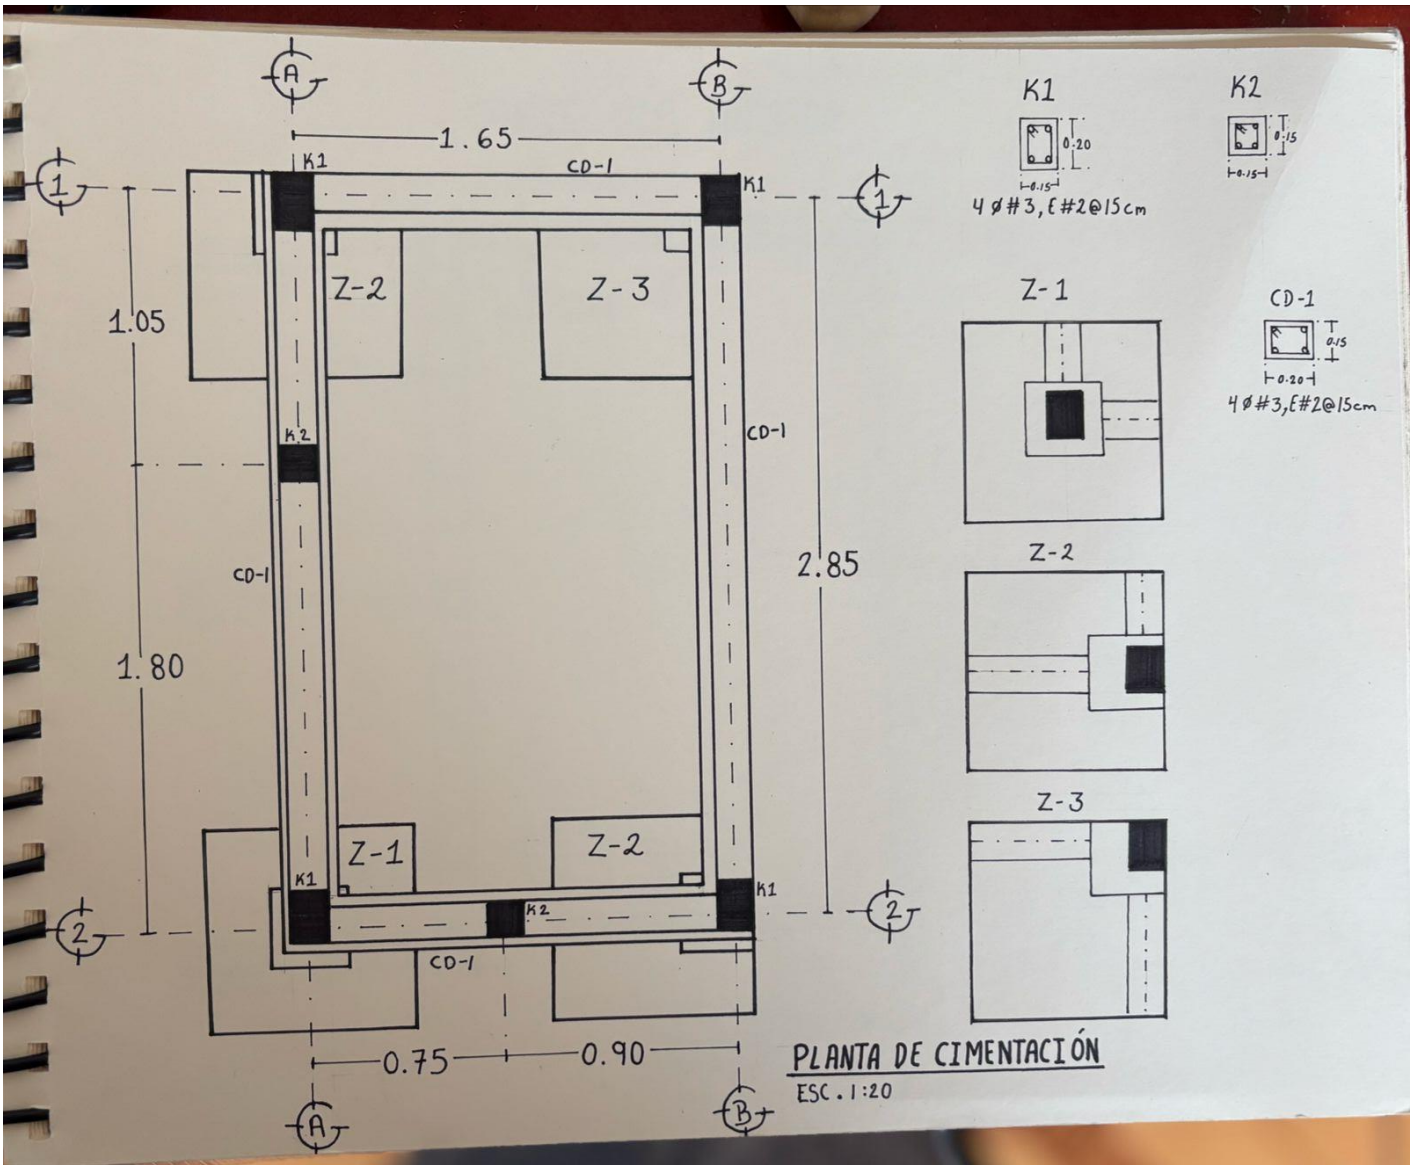 A
B
1.65
K1
CD-1
K1
1
1
1.05
Z-2
Z-3
K2
CD-1
CD-1
2.85
1.80
Z-1
Z-2
K1
K2
K1
2
2
CD-1
0.75
0.90
A
B
K1
0.20
0.15
4 Ø #3, E #2@15cm
K2
0.15
0.15
Z-1
CD-1
0.15
0.20
4 Ø #3, E#2@15cm
Z-2
Z-3
PLANTA DE CIMENTACIÓN
ESC. 1:20